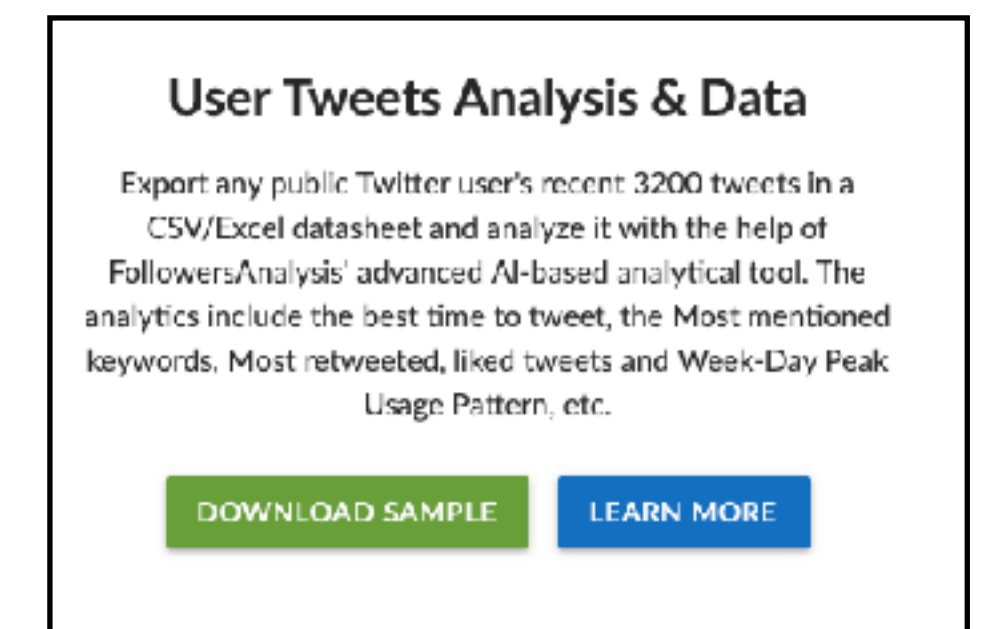 User Tweets Analysis & Data
Export any public Twitter user's recent 3200 tweets in a
CSV/Excel datasheet and analyze it with the help of
FollowersAnalysis' advanced AI-based analytical tool. The
analytics include the best time to tweet, the Most mentioned
keywords, Most retweeted, liked tweets and Week-Day Peak
Usage Pattern, etc.
DOWNLOAD SAMPLE
LEARN MORE